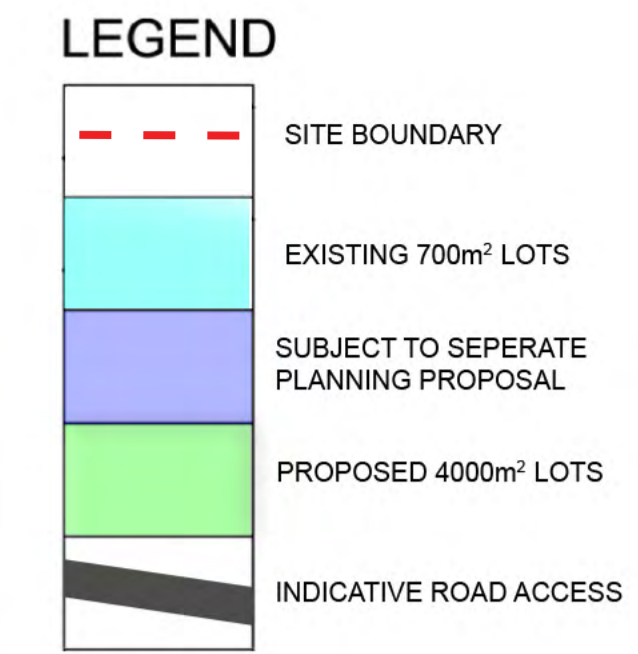 LEGEND
SITE BOUNDARY
EXISTING 700m² LOTS
SUBJECT TO SEPERATE
PLANNING PROPOSAL
PROPOSED 4000m² LOTS
INDICATIVE ROAD ACCESS